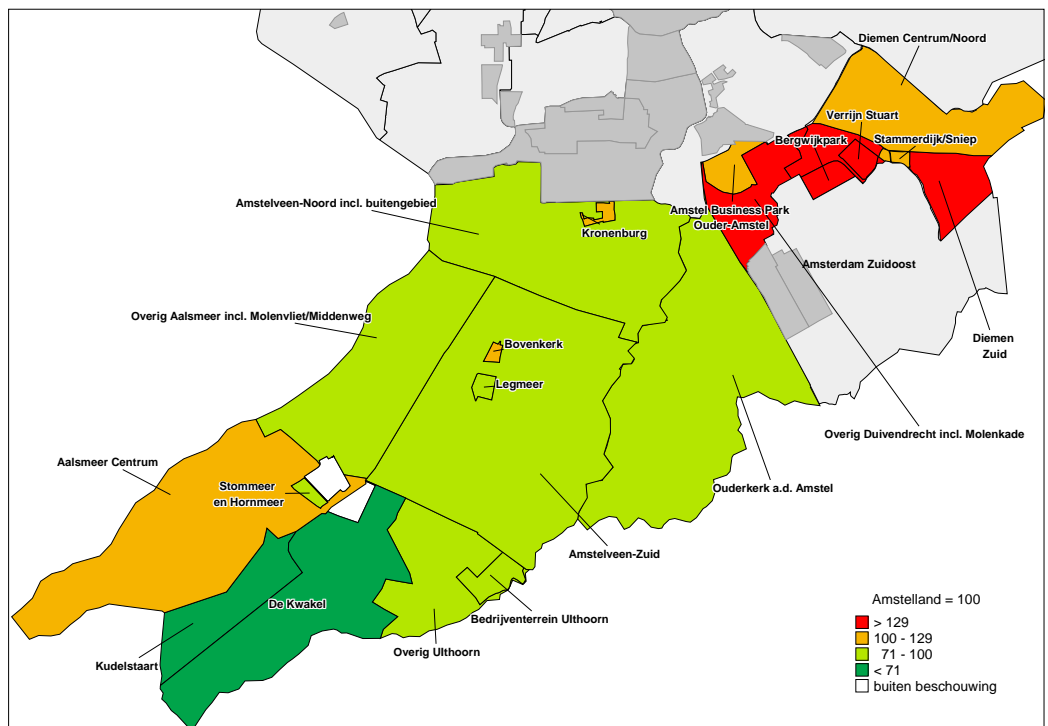 Diemen Centrum/Noord
Verrijn Stuart
Bergwijkpark
Stammerdijk/Sniep
Amstelveen-Noord incl. buitengebied
Kronenburg
Amstel Business Park
Ouder-Amstel
Amsterdam Zuidoost
Overig Aalsmeer incl. Molenvliet/Middenweg
Bovenkerk
Diemen
Zuid
Legmeer
Overig Duivendrecht incl. Molenkade
Aalsmeer Centrum
Stommeer
en Hornmeer
Ouderkerk a.d. Amstel
Amstelveen-Zuid
De Kwakel
Bedrijventerrein UIthoorn
Overig UIthoorn
Kudelstaart
Amstelland = 100
> 129
100 - 129
71 - 100
< 71
buiten beschouwing